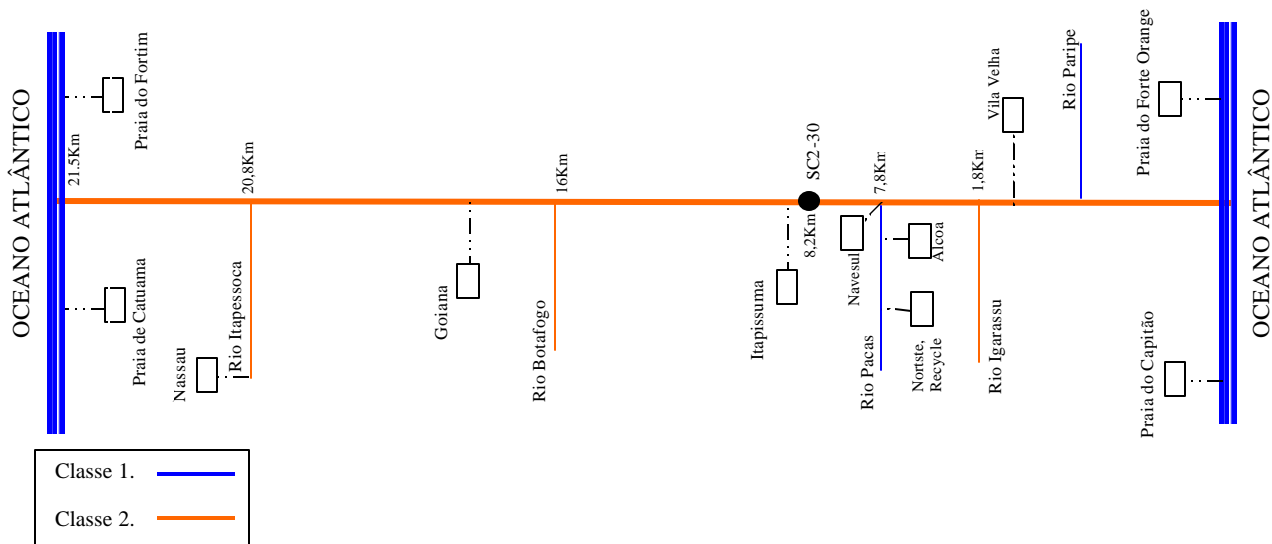 OCEANO ATLÂNTICO
Praia do Fortim
21.5Km
Praia de Catuama
Nassau
Rio Itapessoca
20,8Km
Goiana
Rio Botafogo
16Km
Itapissuma
8,2Km
SC2-30
Navesul
7,8Km
Rio Pacas
Alcoa
Nortste,
Recycle
1,8Km
Rio Igarassu
Vila Velha
Rio Paripe
Praia do Forte Orange
Praia do Capitão
OCEANO ATLÂNTICO
Classe 1.
Classe 2.